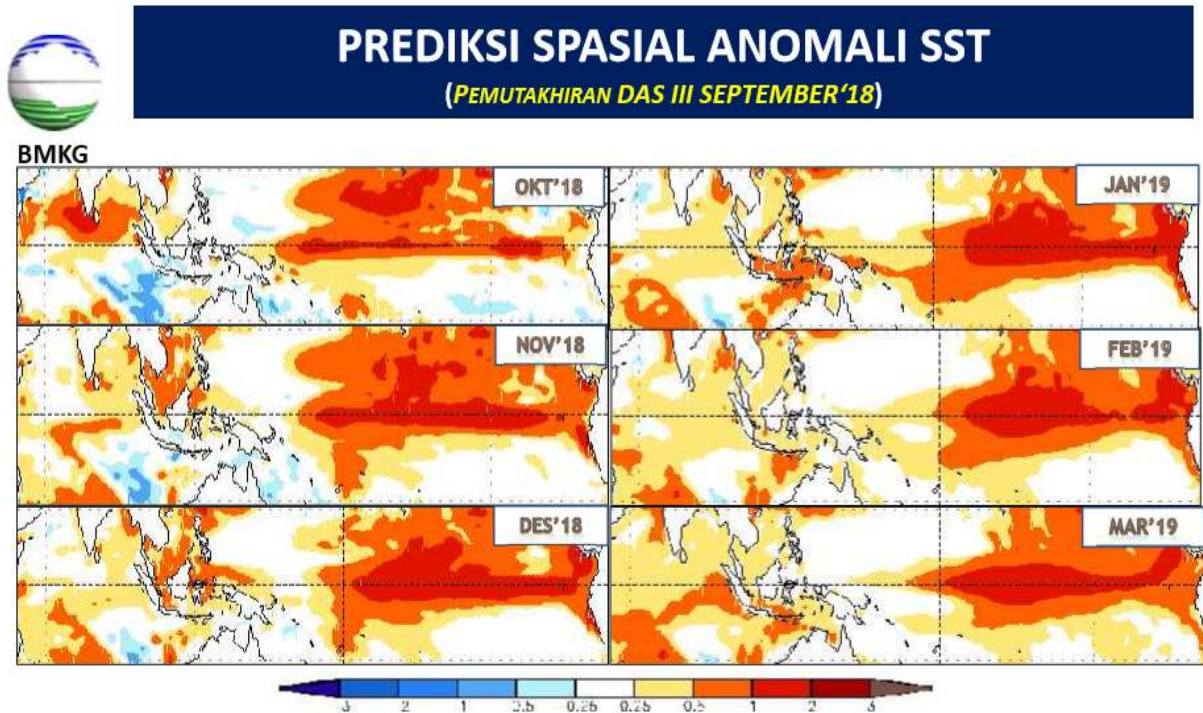 PREDIKSI SPASIAL ANOMALI SST
(PEMUTAKHIRAN DAS III SEPTEMBER'18)
BMKG
OKT'18
JAN'19
NOV'18
FEB'19
DES'18
MAR'19
3 2 1 0.5 0.25 0.25 0.5 1 2 3